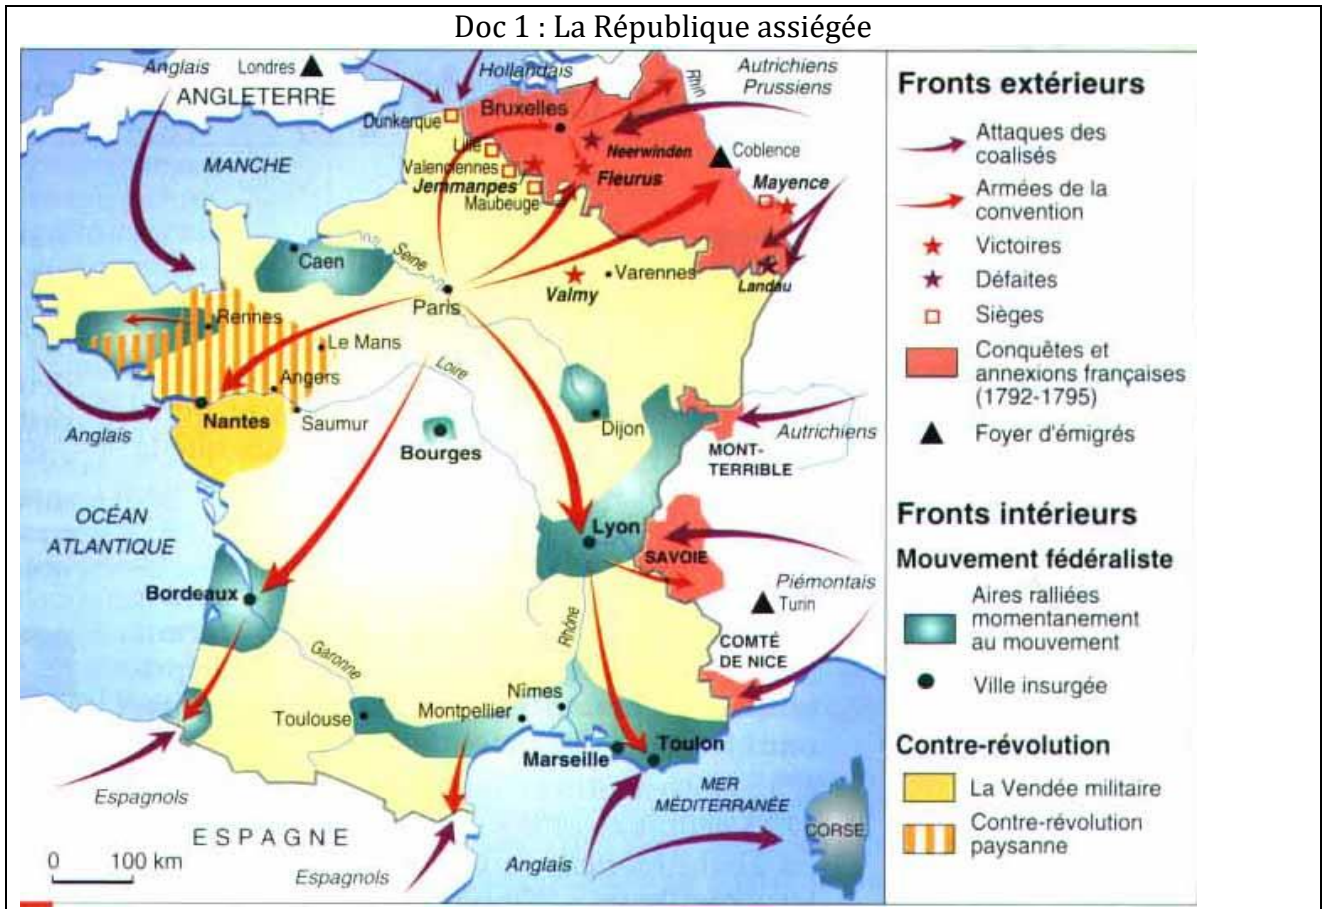 Doc 1 : La République assiégée
Anglais
Londres
ANGLETERRE
Hollandais
Rhin
Autrichiens
Prussiens
Bruxelles
Dunkerque
MANCHE
Lille
Neerwinden
Coblence
Valenciennes
Fleurus
Jemmanpes
Mayence
Maubeuge
Caen
Seine
Varennes
Valmy
Landau
Paris
Rennes
Le Mans
Loire
Angers
Nantes
Saumur
Anglais
Bourges
Dijon
Autrichiens
MONT-
TERRIBLE
OCÉAN
ATLANTIQUE
Lyon
SAVOIE
Bordeaux
Piémontais
Turin
Rhône
COMTÉ
DE NICE
Garonne
Nîmes
Toulouse
Montpellier
Marseille
Toulon
MER
MÉDITERRANÉE
Espagnols
ESPAGNE
CORSE
0 100 km
Anglais
Espagnols
Fronts extérieurs
Attaques des
coalisés
Armées de la
convention
Victoires
Défaites
Sièges
Conquêtes et
annexions françaises
(1792-1795)
Foyer d'émigrés
Fronts intérieurs
Mouvement fédéraliste
Aires ralliées
momentanement
au mouvement
Ville insurgée
Contre-révolution
La Vendée militaire
Contre-révolution
paysanne